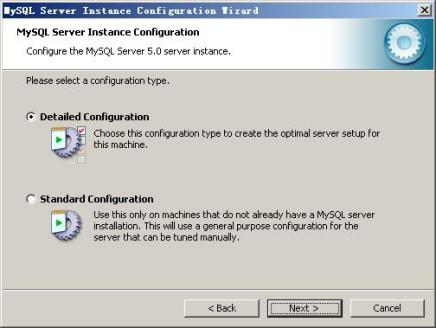 MySQL Server Instance Configuration Wizard
MySQL Server Instance Configuration
Configure the MySQL Server 5.0 server instance.
Please select a configuration type.
Detailed Configuration
Choose this configuration type to create the optimal server setup for
this machine.
Standard Configuration
Use this only on machines that do not already have a MySQL server
installation. This will use a general purpose configuration for the
server that can be tuned manually.
< Back
Next >
Cancel